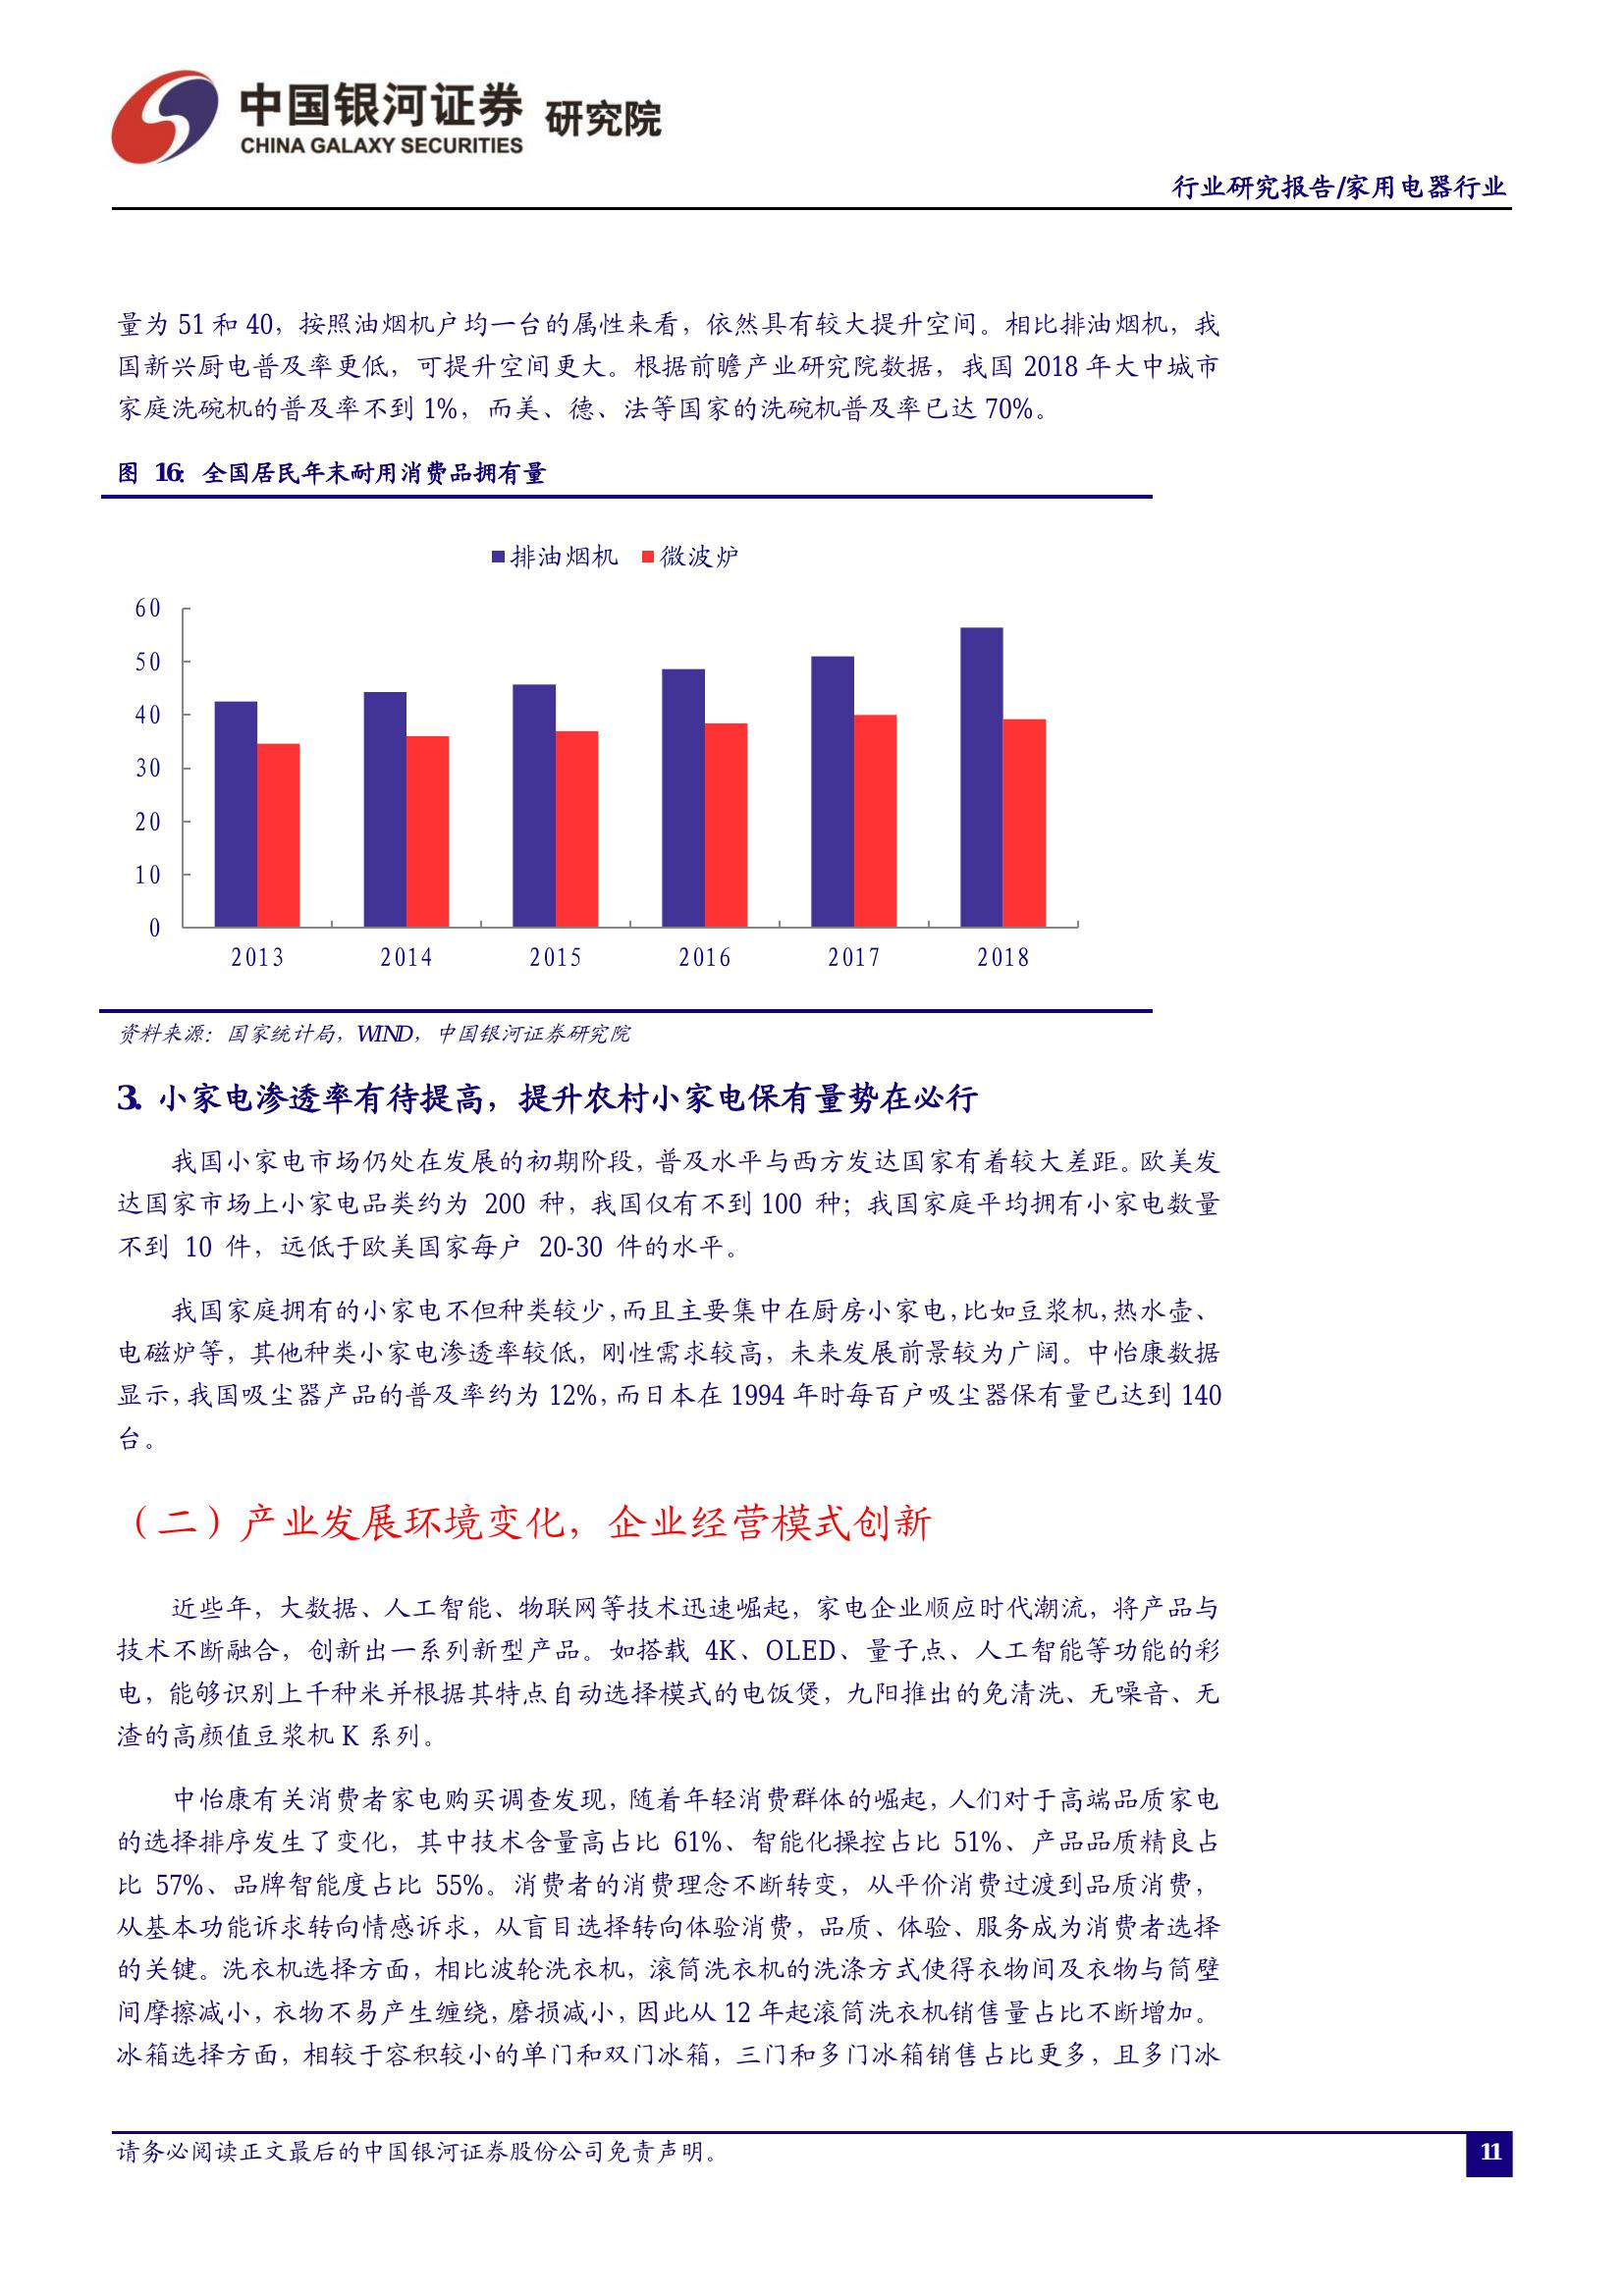 中国银河证券 研究院
CHINA GALAXY SECURITIES
行业研究报告/家用电器行业
量为 51 和 40，按照油烟机户均一台的属性来看，依然具有较大提升空间。相比排油烟机，我
国新兴厨电普及率更低，可提升空间更大。根据前瞻产业研究院数据，我国 2018 年大中城市
家庭洗碗机的普及率不到 1%，而美、德、法等国家的洗碗机普及率已达 70%。
图 16：全国居民年末耐用消费品拥有量
排油烟机 微波炉
60
50
40
30
20
10
0
2013 2014 2015 2016 2017 2018
资料来源：国家统计局，WIND，中国银河证券研究院
3. 小家电渗透率有待提高，提升农村小家电保有量势在必行
我国小家电市场仍处在发展的初期阶段，普及水平与西方发达国家有着较大差距。欧美发
达国家市场上小家电品类约为 200 种，我国仅有不到 100 种；我国家庭平均拥有小家电数量
不到 10 件，远低于欧美国家每户 20-30 件的水平。
我国家庭拥有的小家电不但种类较少，而且主要集中在厨房小家电，比如豆浆机，热水壶、
电磁炉等，其他种类小家电渗透率较低，刚性需求较高，未来发展前景较为广阔。中怡康数据
显示，我国吸尘器产品的普及率约为 12%，而日本在 1994 年时每百户吸尘器保有量已达到 140
台。
（二）产业发展环境变化，企业经营模式创新
近些年，大数据、人工智能、物联网等技术迅速崛起，家电企业顺应时代潮流，将产品与
技术不断融合，创新出一系列新型产品。如搭载 4K、OLED、量子点、人工智能等功能的彩
电，能够识别上千种米并根据其特点自动选择模式的电饭煲，九阳推出的免清洗、无噪音、无
渣的高颜值豆浆机 K 系列。
中怡康有关消费者家电购买调查发现，随着年轻消费群体的崛起，人们对于高端品质家电
的选择排序发生了变化，其中技术含量高占比 61%、智能化操控占比 51%、产品品质精良占
比 57%、品牌智能度占比 55%。消费者的消费理念不断转变，从平价消费过渡到品质消费，
从基本功能诉求转向情感诉求，从盲目选择转向体验消费，品质、体验、服务成为消费者选择
的关键。洗衣机选择方面，相比波轮洗衣机，滚筒洗衣机的洗涤方式使得衣物间及衣物与筒壁
间摩擦减小，衣物不易产生缠绕，磨损减小，因此从 12 年起滚筒洗衣机销售量占比不断增加。
冰箱选择方面，相较于容积较小的单门和双门冰箱，三门和多门冰箱销售占比更多，且多门冰
请务必阅读正文最后的中国银河证券股份公司免责声明。
11